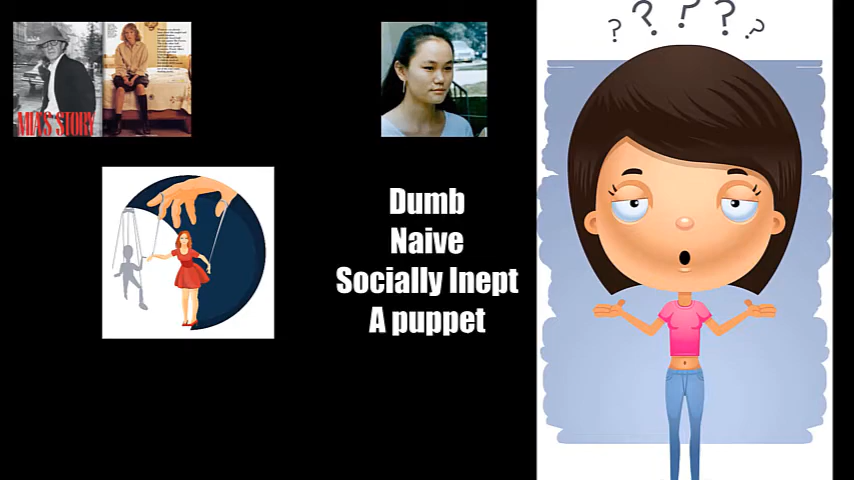 MIA'S STORY
? ? ? ? ?
Dumb
Naive
Socially Inept
A puppet